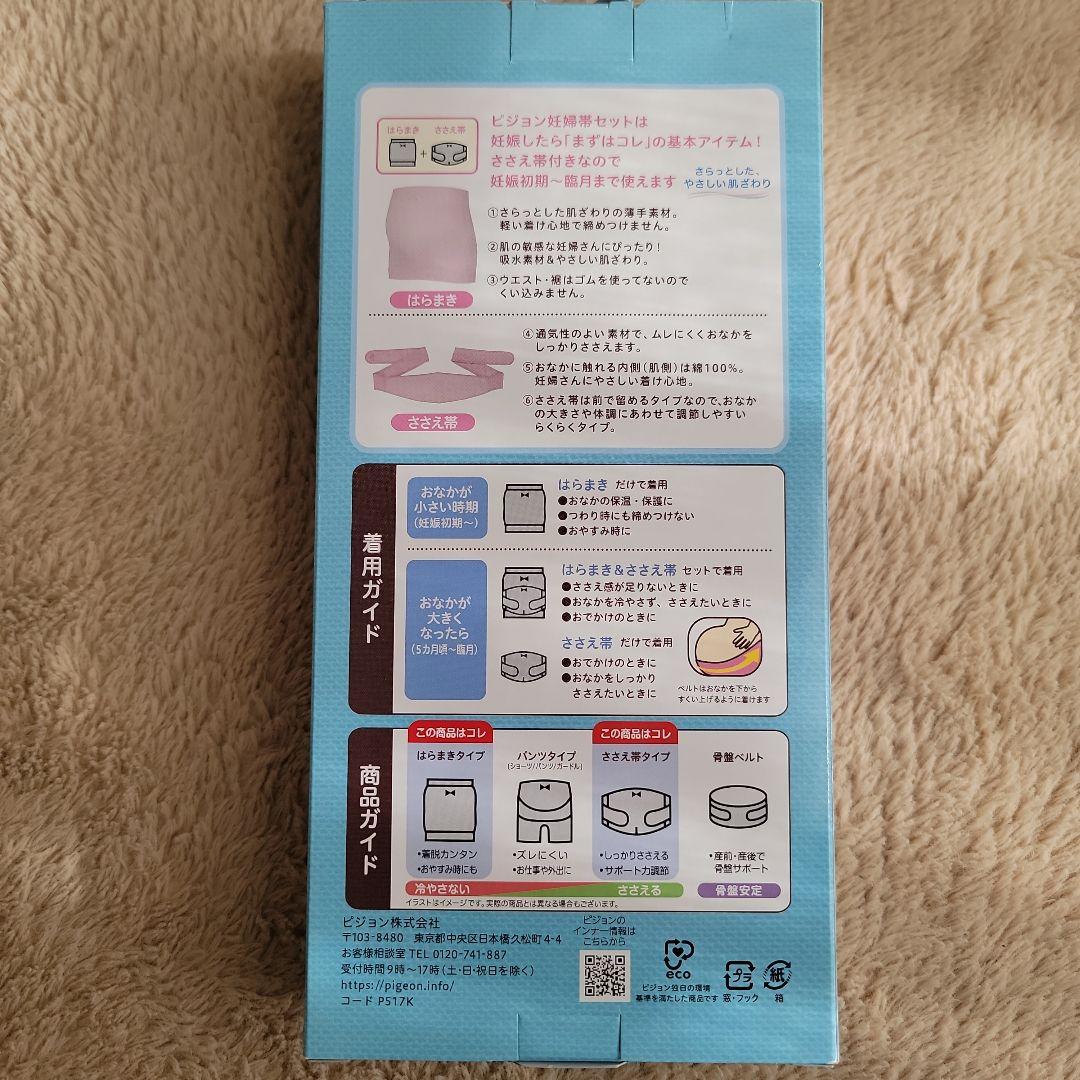 はらまき
ささえ帯
+
ビジョン妊婦帯セットは
妊娠したら「まずはコレ」の基本アイテム!
ささえ帯付きなので
妊娠初期〜臨月まで使えます
さらっとした、
やさしい肌ざわり
①さらっとした肌ざわりの薄手素材。
軽い着け心地で締めつけません。
②肌の敏感な妊婦さんにぴったり!
吸水素材&やさしい肌ざわり。
③ウエスト・裾はゴムを使ってないので
くい込みません。
はらまき
④通気性のよい素材で、ムレにくくおなかを
しっかりささえます。
⑤おなかに触れる内側(肌側)は綿100%。
妊婦さんにやさしい着け心地。
⑥ささえ帯は前で留めるタイプなので、おなか
の大きさや体調にあわせて調節しやすい
らくらくタイプ。
ささえ帯
着用ガイド
おなかが
小さい時期
(妊娠初期〜)
はらまき だけで着用
●おなかの保温・保護に
●つわり時にも締めつけない
●おやすみ時に
おなかが
大きく
なったら
(5カ月頃〜臨月)
はらまき&ささえ帯 セットで着用
●ささえ感が足りないときに
●おなかを冷やさず、ささえたいときに
●おでかけのときに
ささえ帯 だけで着用
●おでかけのときに
●おなかをしっかり
ささえたいときに
ベルトはおなかを下から
すくい上げるように着けます
商品ガイド
この商品はコレ
はらまきタイプ
・着脱カンタン
・おやすみ時にも
パンツタイプ
(ショーツ/パンツ/ガードル)
・ズレにくい
・お仕事や外出に
この商品はコレ
ささえ帯タイプ
・しっかりささえる
・サポート力調節
骨盤ベルト
・産前・産後で
骨盤サポート
冷やさない
ささえる
骨盤安定
イラストはイメージです。実際の商品とは異なる場合もございます。
ピジョン株式会社
〒103-8480 東京都中央区日本橋久松町4-4
お客様相談室 TEL 0120-741-887
受付時間9時〜17時(土・日・祝日を除く)
https://pigeon.info/
コード P517K
ピジョンの
インナー情報は
こちらから
eco
ピジョン独自の環境
基準を満たした商品です
プラ
窓・フック
紙
箱